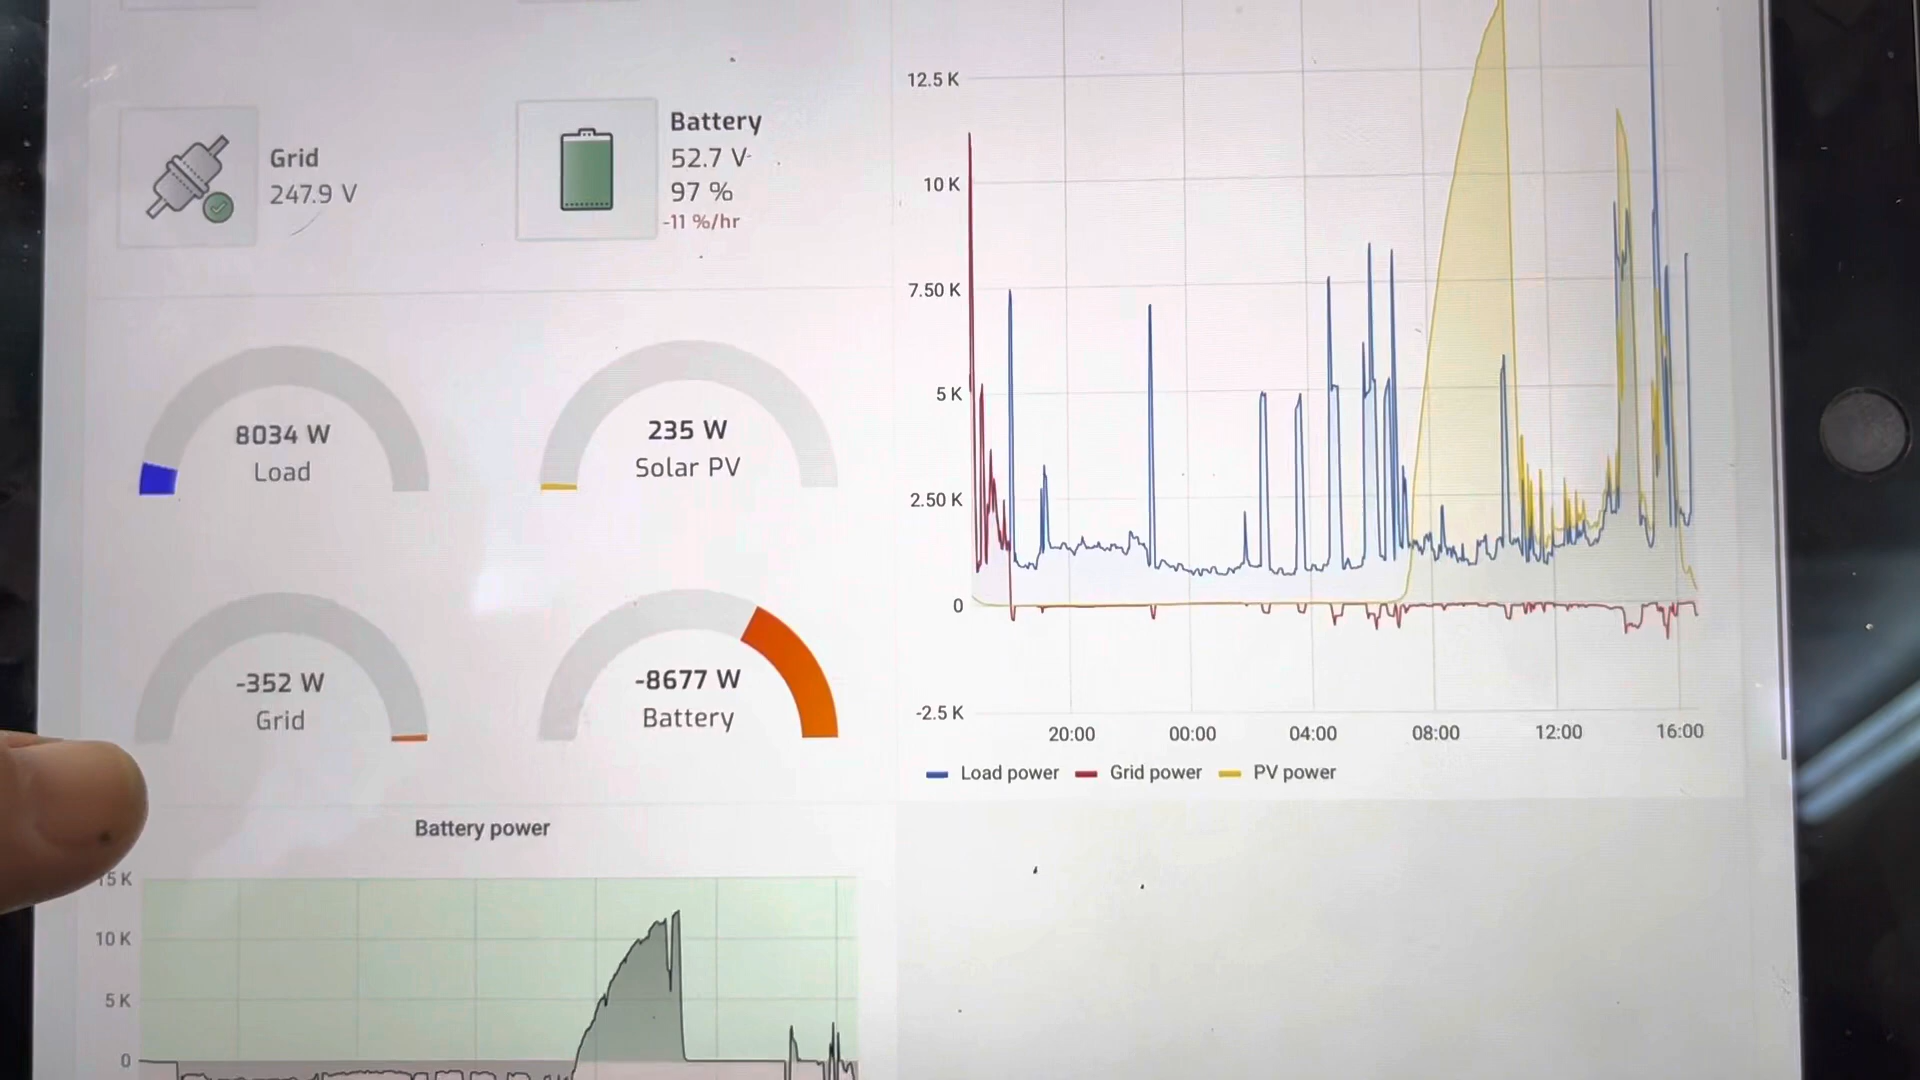 Grid
247.9 V
Battery
52.7 V
97 %
-11 %/hr
8034 W
Load
235 W
Solar PV
-352 W
Grid
-8677 W
Battery
Battery power
15 K
10 K
5 K
0
12.5 K
10 K
7.50 K
5 K
2.50 K
0
-2.5 K
20:00
00:00
04:00
08:00
12:00
16:00
Load power
Grid power
PV power